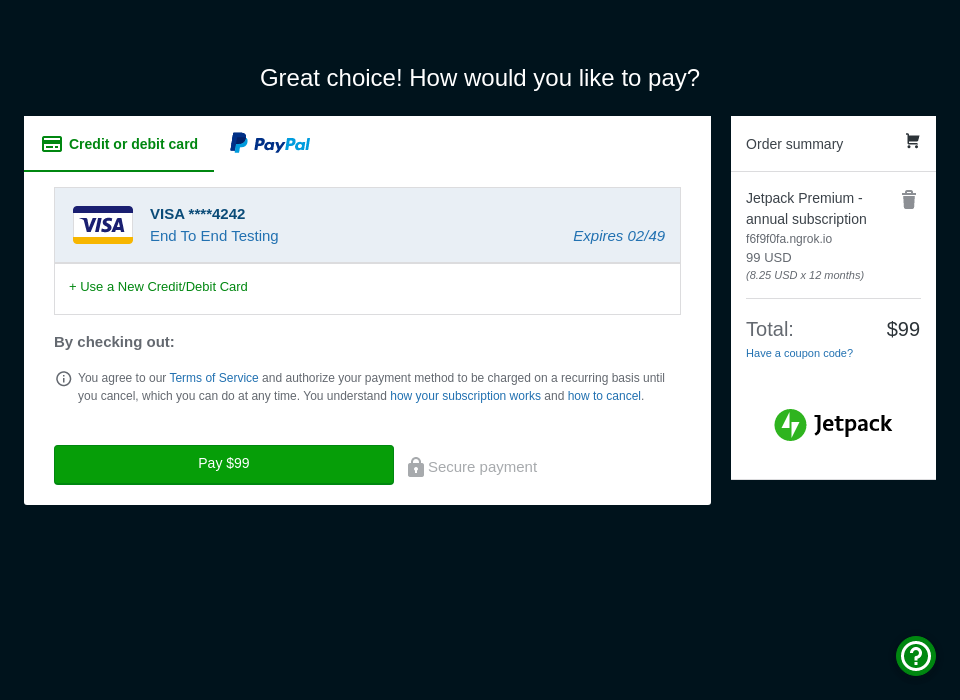 Great choice! How would you like to pay?
Credit or debit card
PayPal
VISA
VISA ****4242
End To End Testing
Expires 02/49
+ Use a New Credit/Debit Card
By checking out:
You agree to our Terms of Service and authorize your payment method to be charged on a recurring basis until
you cancel, which you can do at any time. You understand how your subscription works and how to cancel.
Pay $99
Secure payment
Order summary
Jetpack Premium -
annual subscription
f6f9f0fa.ngrok.io
99 USD
(8.25 USD x 12 months)
Total: $99
Have a coupon code?
Jetpack